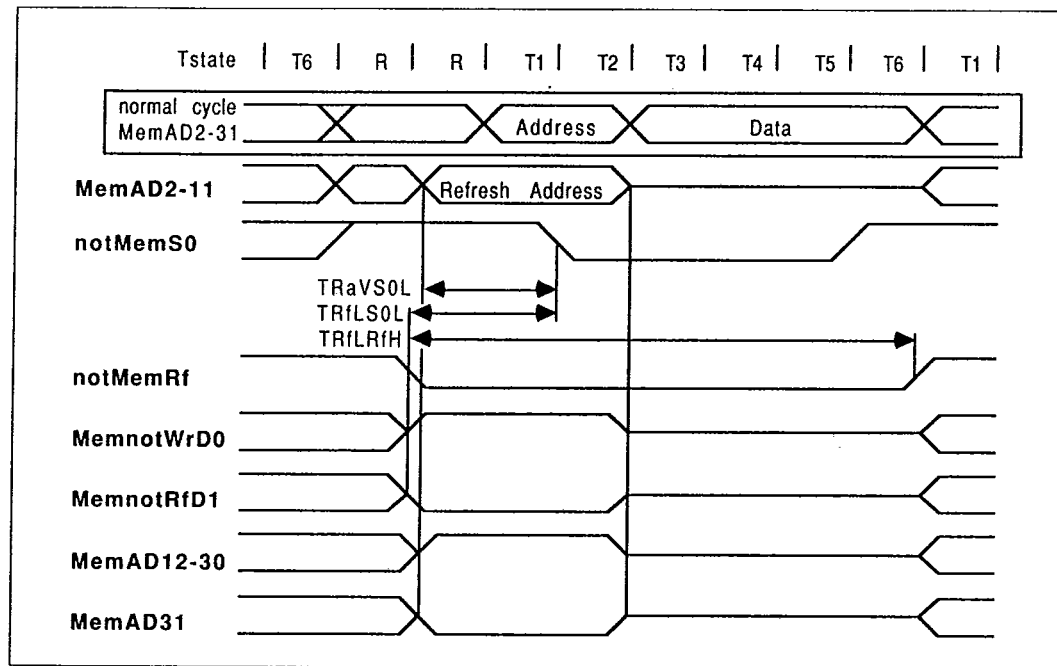 Tstate | T6 | R | R | T1 | T2 | T3 | T4 | T5 | T6 | T1 |
normal cycle
MemAD2-31 Address Data
MemAD2-11 Refresh Address
notMemS0
TRaVS0L
TRfLS0L
TRfLRfH
notMemRf
MemnotWrD0
MemnotRfD1
MemAD12-30
MemAD31